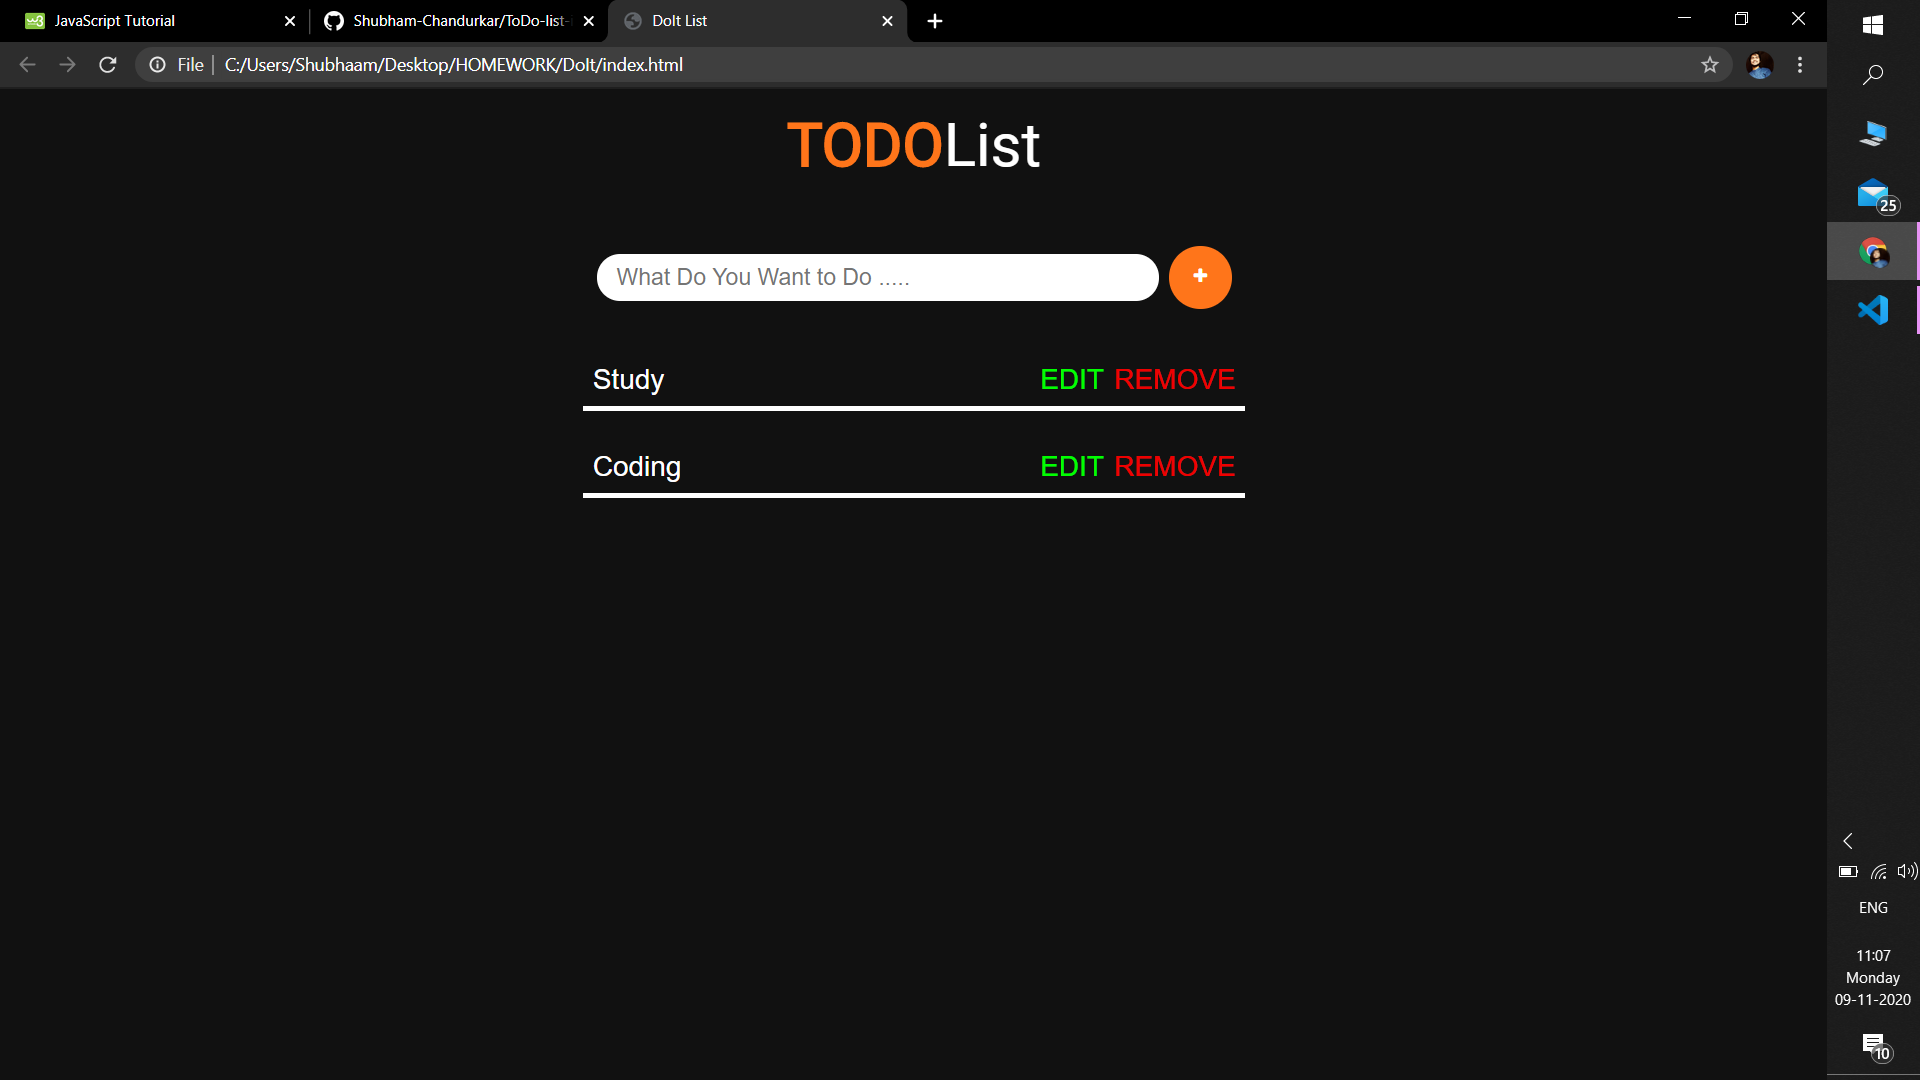 JavaScript Tutorial
Shubham-Chandurkar/ToDo-list-
DoIt List
File
C:/Users/Shubhaam/Desktop/HOMEWORK/DoIt/index.html
TODOList
What Do You Want to Do .....
+
Study EDIT REMOVE
Coding EDIT REMOVE
25
ENG
11:07
Monday
09-11-2020
10